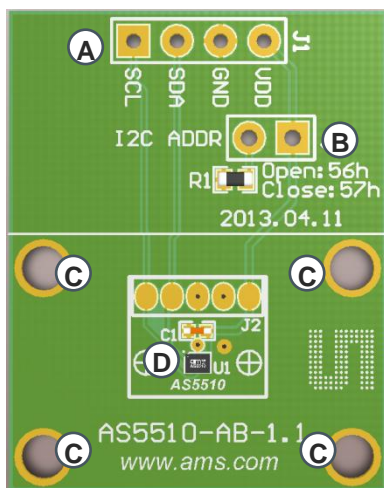 A
J1
SCL
SDA
GND
VDD
I2C ADDR
B
R1
Open:56h
Close:57h
2013.04.11
C
C
J2
C1
D
U1
AS5510
C
C
AS5510-AB-1.1
www.ams.com